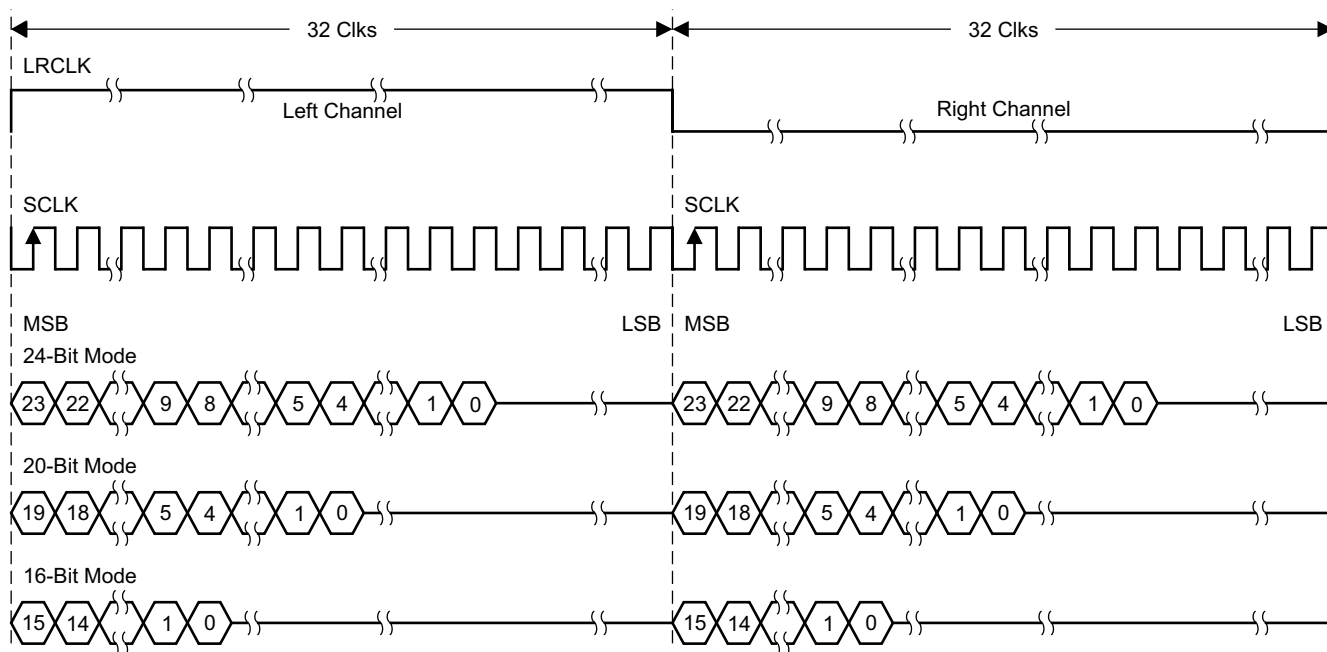 32 Clks 32 Clks
LRCLK
Left Channel Right Channel
SCLK SCLK
MSB LSB MSB LSB
24-Bit Mode
23 22 9 8 5 4 1 0 23 22 9 8 5 4 1 0
20-Bit Mode
19 18 5 4 1 0 19 18 5 4 1 0
16-Bit Mode
15 14 1 0 15 14 1 0